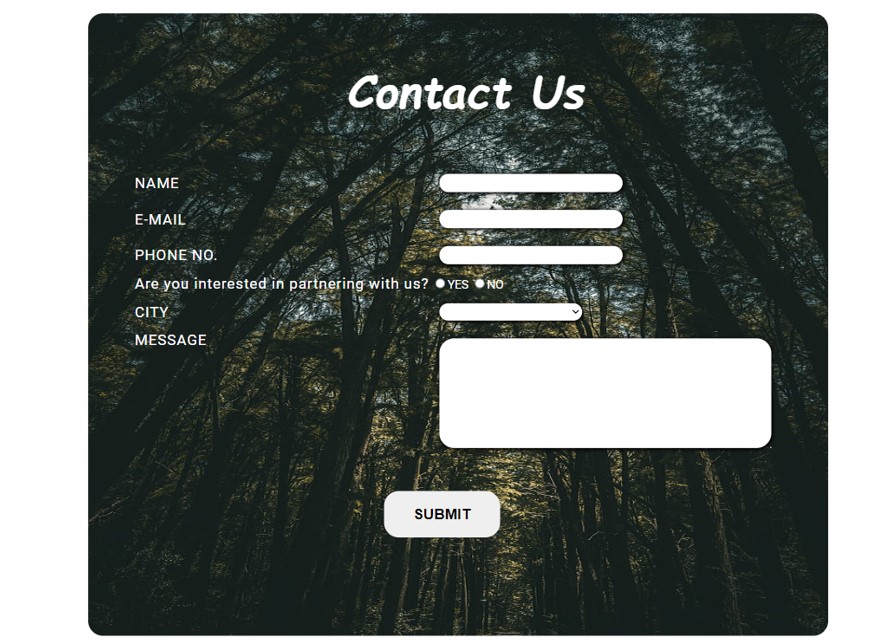 Contact Us
NAME
E-MAIL
PHONE NO.
Are you interested in partnering with us? YES NO
CITY
MESSAGE
SUBMIT